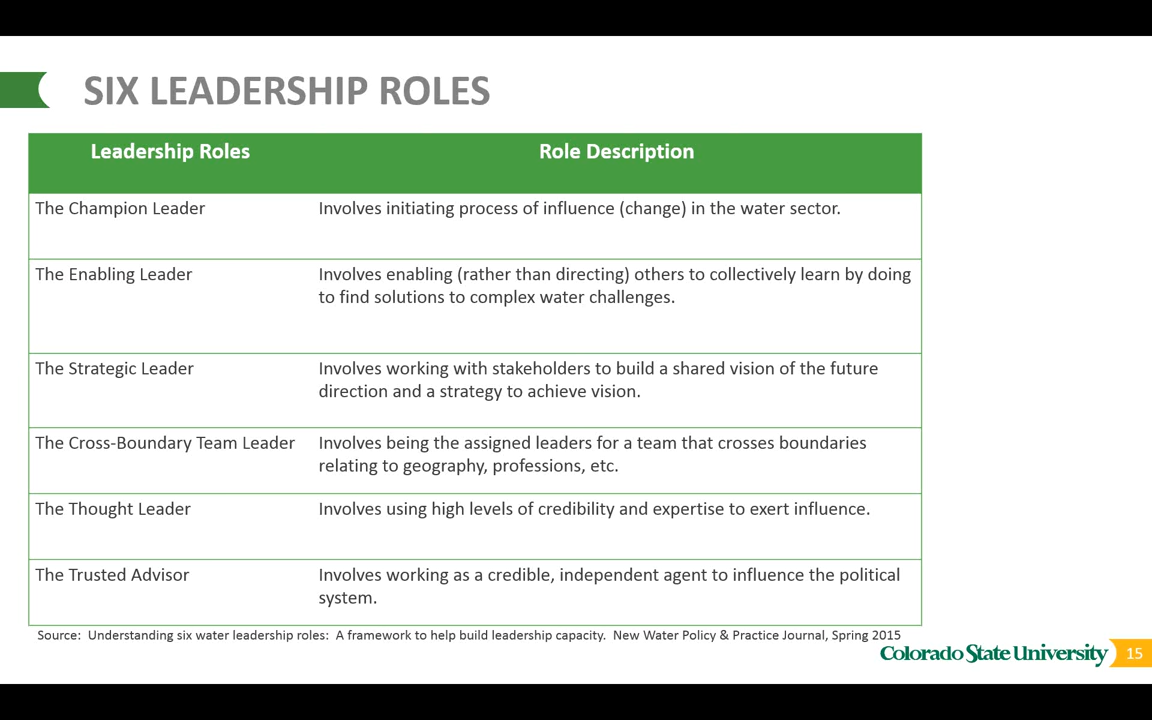 SIX LEADERSHIP ROLES
Leadership Roles
Role Description
The Champion Leader
Involves initiating process of influence (change) in the water sector.
The Enabling Leader
Involves enabling (rather than directing) others to collectively learn by doing
to find solutions to complex water challenges.
The Strategic Leader
Involves working with stakeholders to build a shared vision of the future
direction and a strategy to achieve vision.
The Cross-Boundary Team Leader
Involves being the assigned leaders for a team that crosses boundaries
relating to geography, professions, etc.
The Thought Leader
Involves using high levels of credibility and expertise to exert influence.
The Trusted Advisor
Involves working as a credible, independent agent to influence the political
system.
Source:  Understanding six water leadership roles:  A framework to help build leadership capacity.  New Water Policy & Practice Journal, Spring 2015
Colorado State University
15